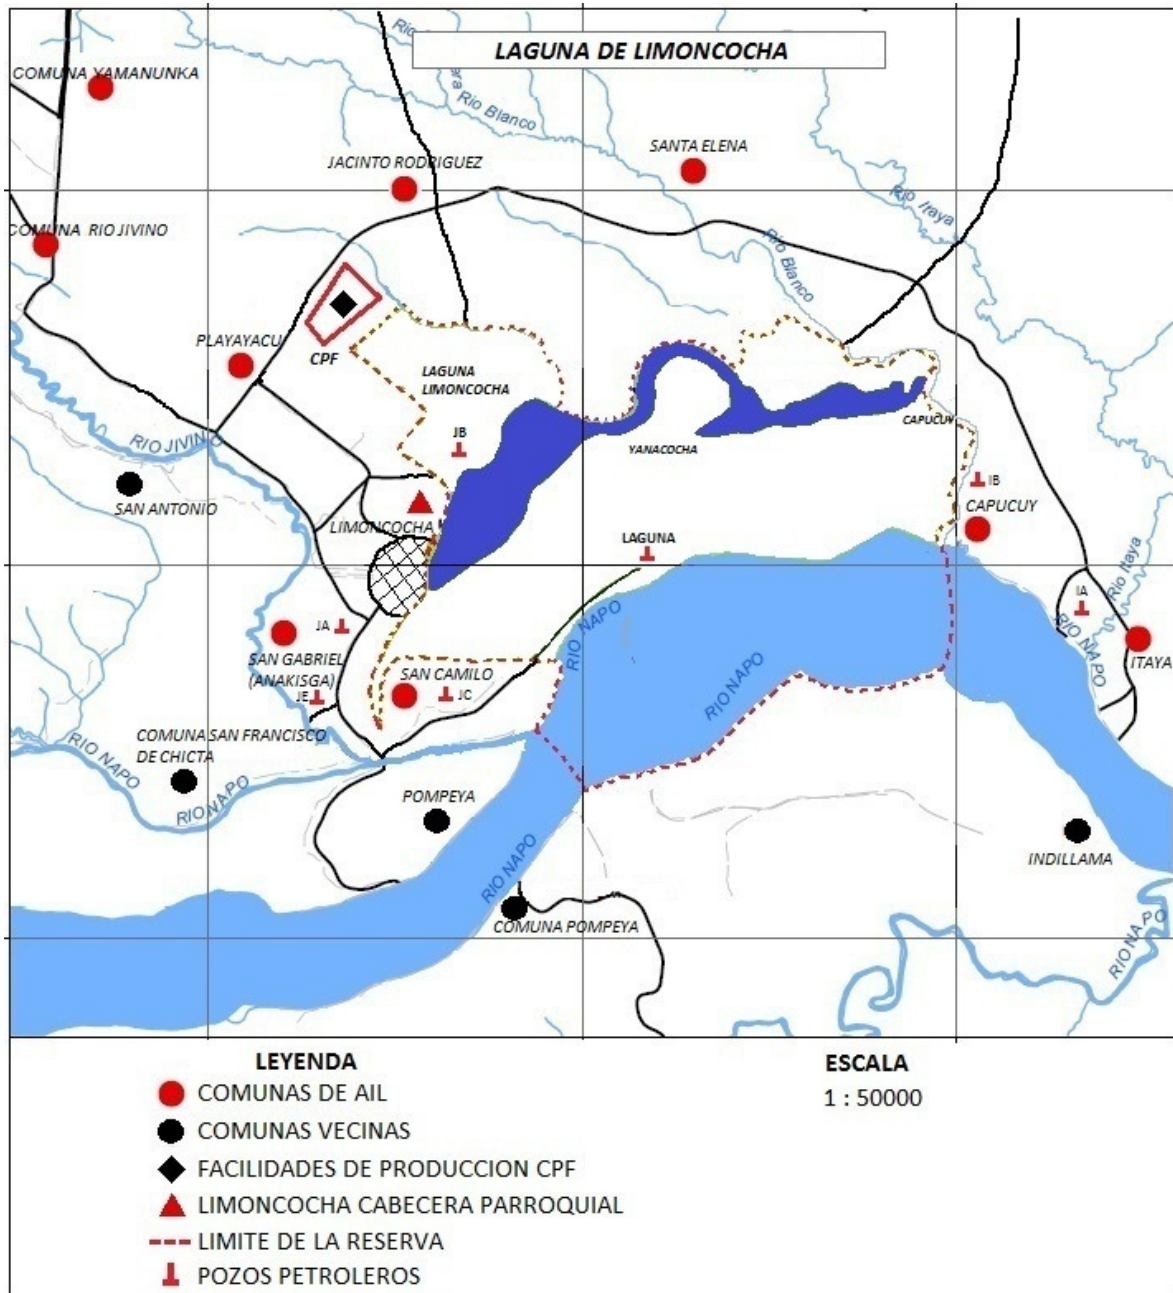 LAGUNA DE LIMONCOCHA
COMUNA YAMANUNKA
Rio Blanco
JACINTO RODRIGUEZ
SANTA ELENA
Rio Iraya
COMUNA RIO JIVINO
Rio Blanco
PLAYAYACU
CPF
LAGUNA
LIMONCOCHA
CAPUCUY
YANACOCHA
JB
RIO JIVINO
SAN ANTONIO
LIMONCOCHA
IB
CAPUCUY
LAGUNA
JA
IA
Rio Itaya
RIO NAPO
RIO NAPO
ITAYA
SAN GABRIEL
(ANAKISGA)
SAN CAMILO
JE
JC
RIO NAPO
COMUNA SAN FRANCISCO
DE CHICTA
RIO NAPO
RIO NAPO
POMPEYA
RIO NAPO
INDILLAMA
COMUNA POMPEYA
RIO NAPO
LEYENDA
COMUNAS DE AIL
COMUNAS VECINAS
FACILIDADES DE PRODUCCION CPF
LIMONCOCHA CABECERA PARROQUIAL
LIMITE DE LA RESERVA
POZOS PETROLEROS
ESCALA
1 : 50000